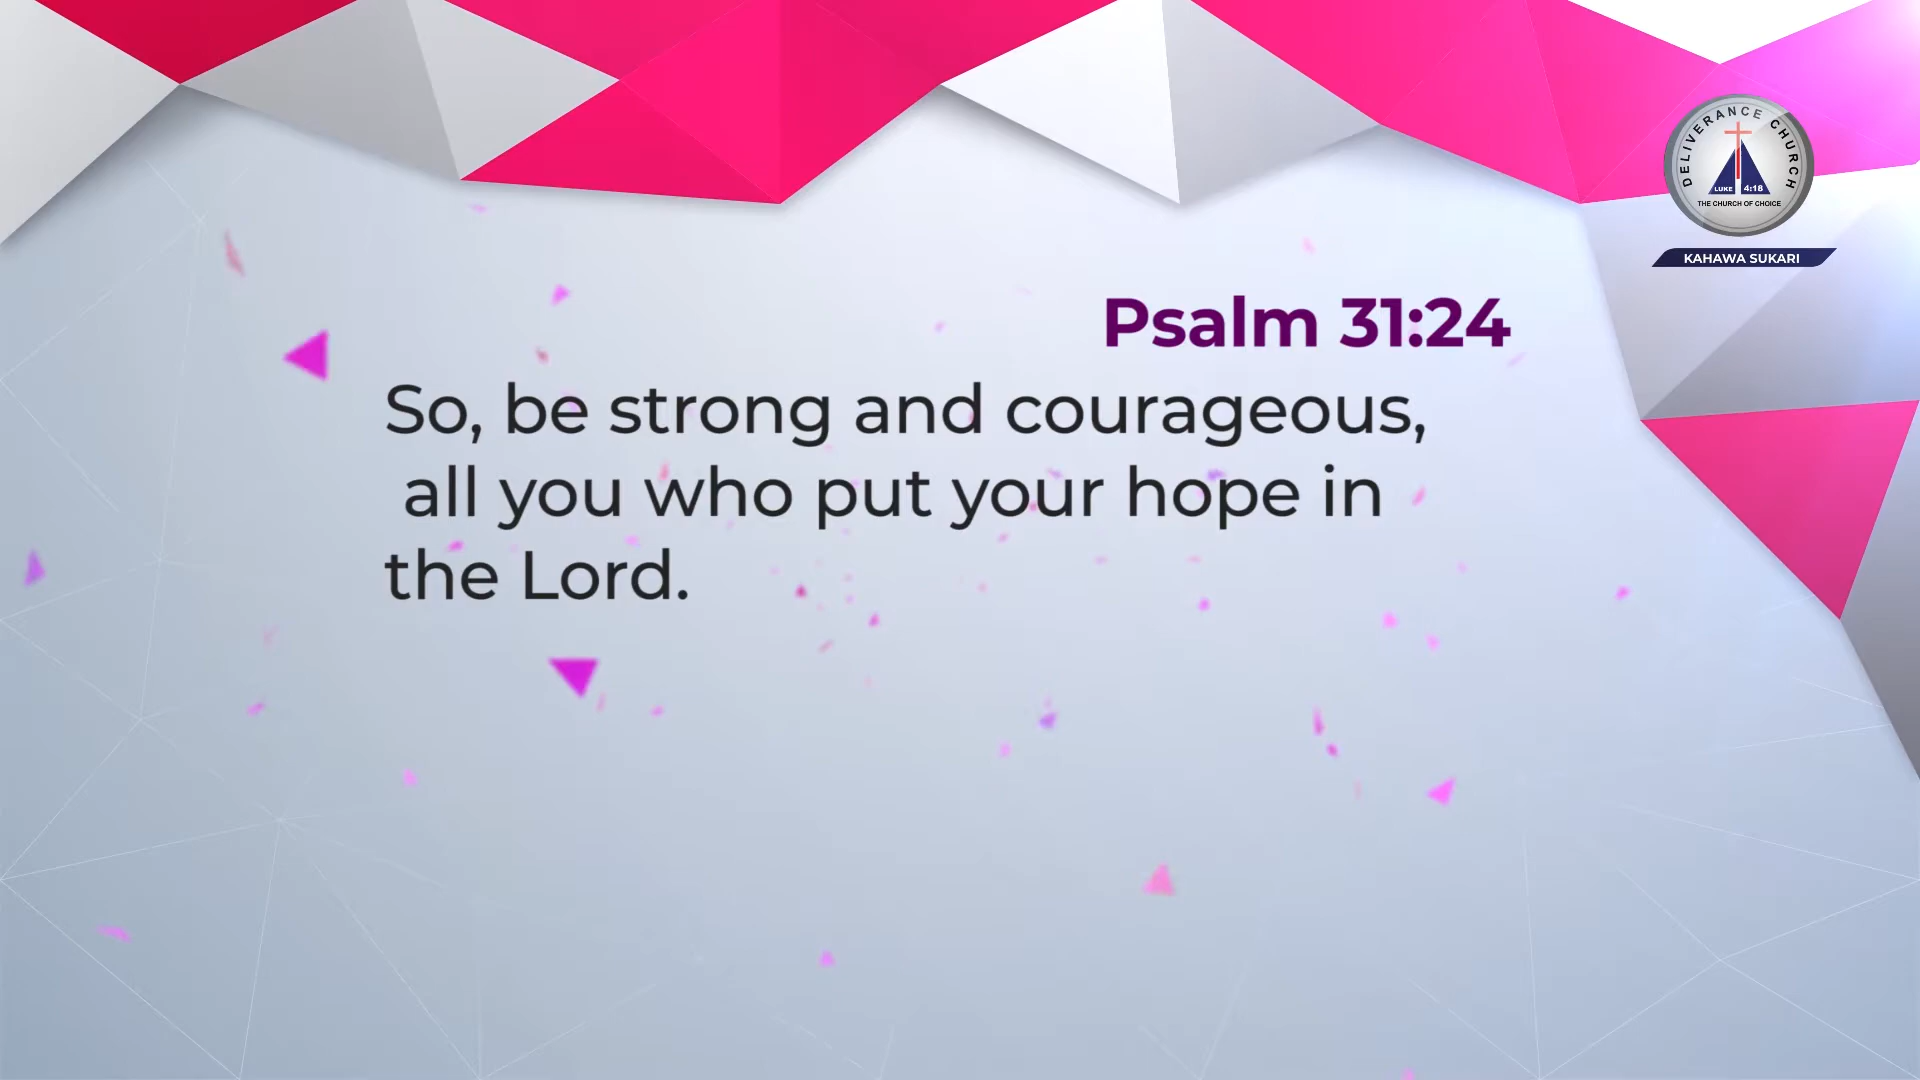 DELIVERANCE CHURCH
LUKE 4:18
THE CHURCH OF CHOICE
KAHAWA SUKARI
Psalm 31:24
So, be strong and courageous,
all you who put your hope in
the Lord.